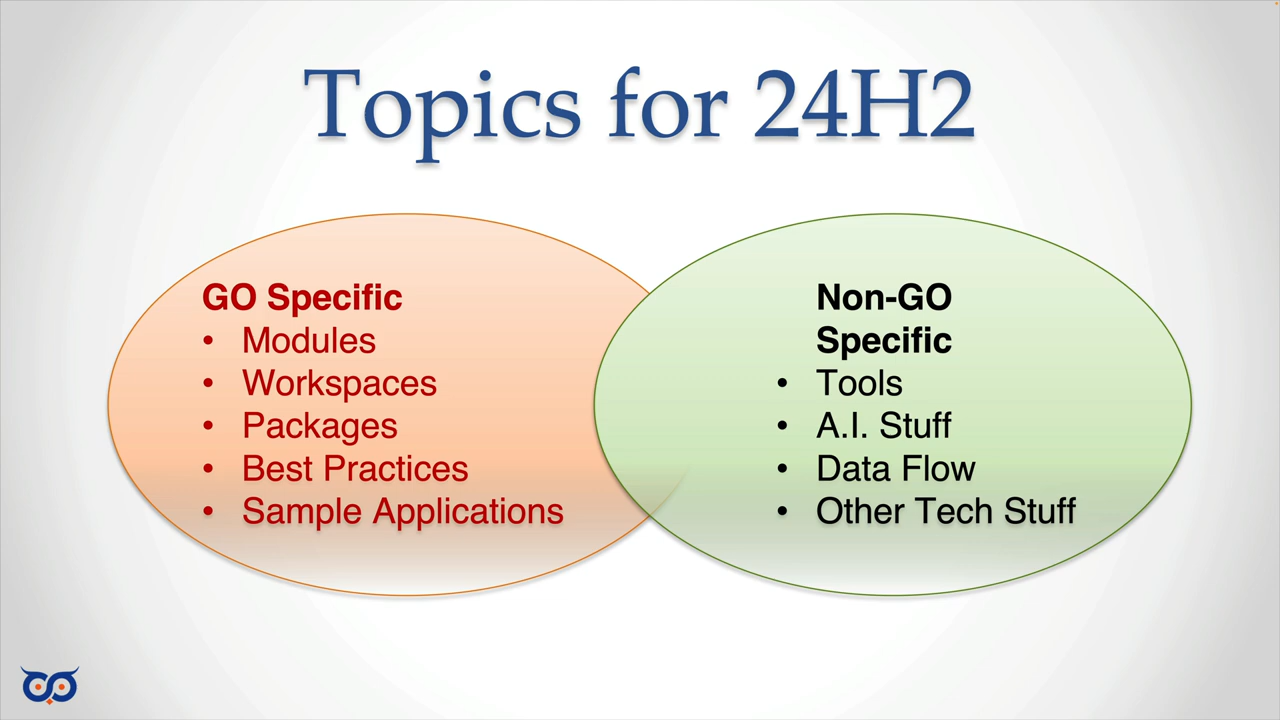 Topics for 24H2
GO Specific
• Modules
• Workspaces
• Packages
• Best Practices
• Sample Applications
Non-GO
Specific
• Tools
• A.I. Stuff
• Data Flow
• Other Tech Stuff